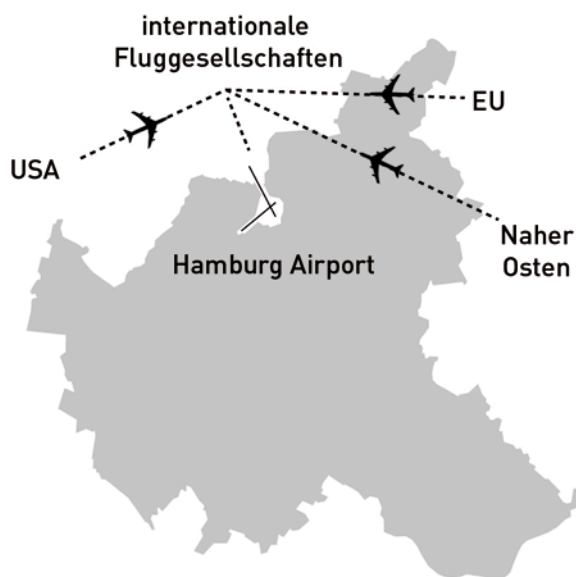 internationale
Fluggesellschaften
EU
USA
Naher
Osten
Hamburg Airport